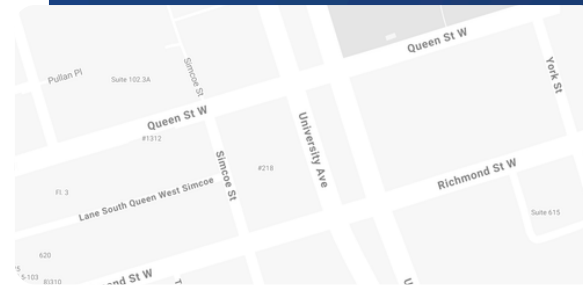 Queen St W
York St
Simcoe St
Pullan Pl
Suite 102.3A
Queen St W
#1312
University Ave
Simcoe St
#218
Richmond St W
Fl. 3
Lane South Queen West Simcoe
Suite 615
620
nd St W
5-103
#1310
T
U